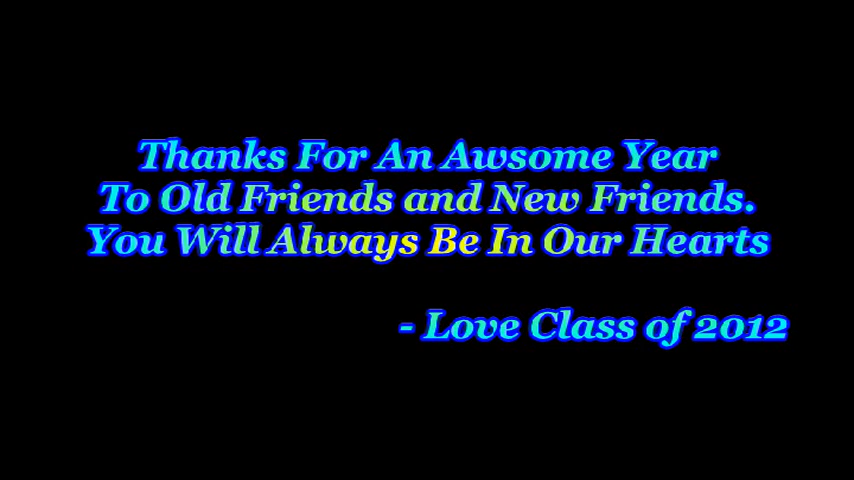 Thanks For An Awsome Year
To Old Friends and New Friends.
You Will Always Be In Our Hearts
- Love Class of 2012